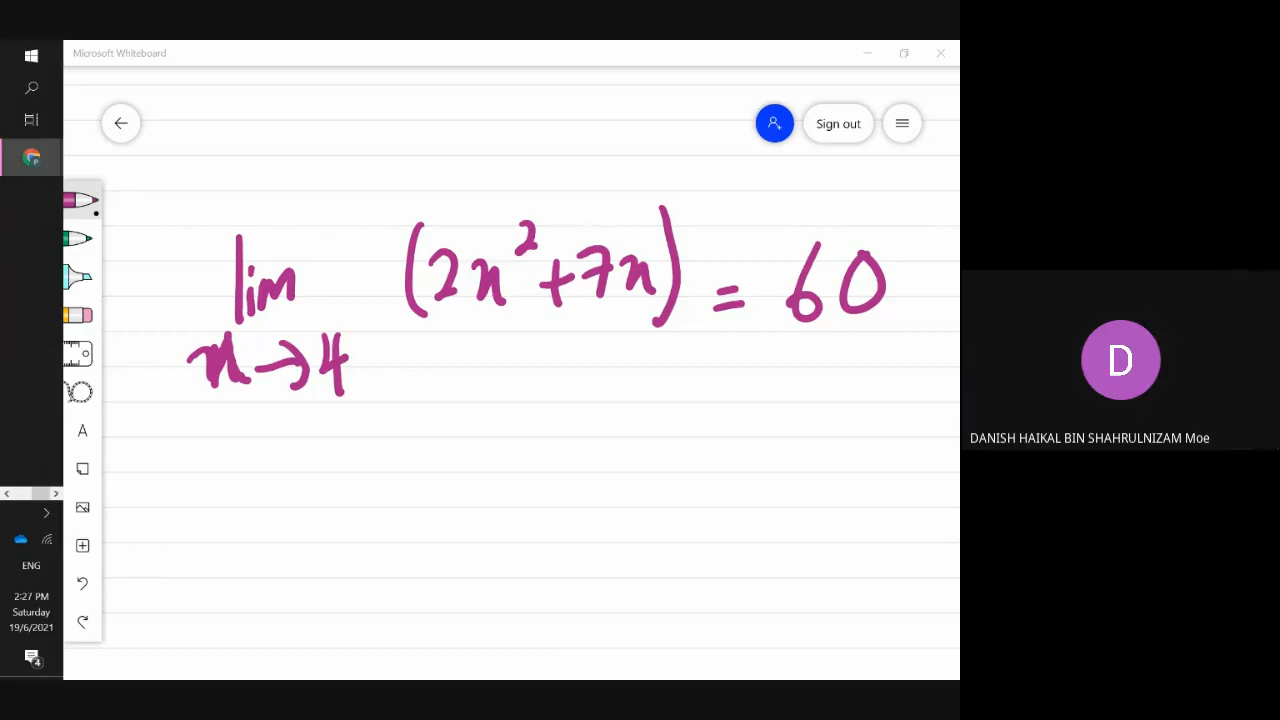 Microsoft Whiteboard
Sign out
lim (2x²+7x) = 60
x→4
A
D
DANISH HAIKAL BIN SHAHRULNIZAM Moe
ENG
2:27 PM
Saturday
19/6/2021
4